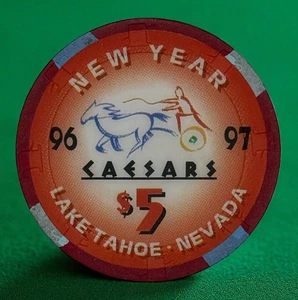 NEW YEAR
96 97
CAESARS
$5
LAKE TAHOE · NEVADA